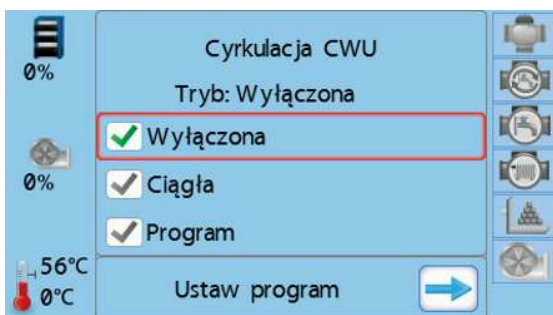 0%
0%
56°C
0°C
Cyrkulacja CWU
Tryb: Wyłączona
Wyłączona
Ciągła
Program
Ustaw program